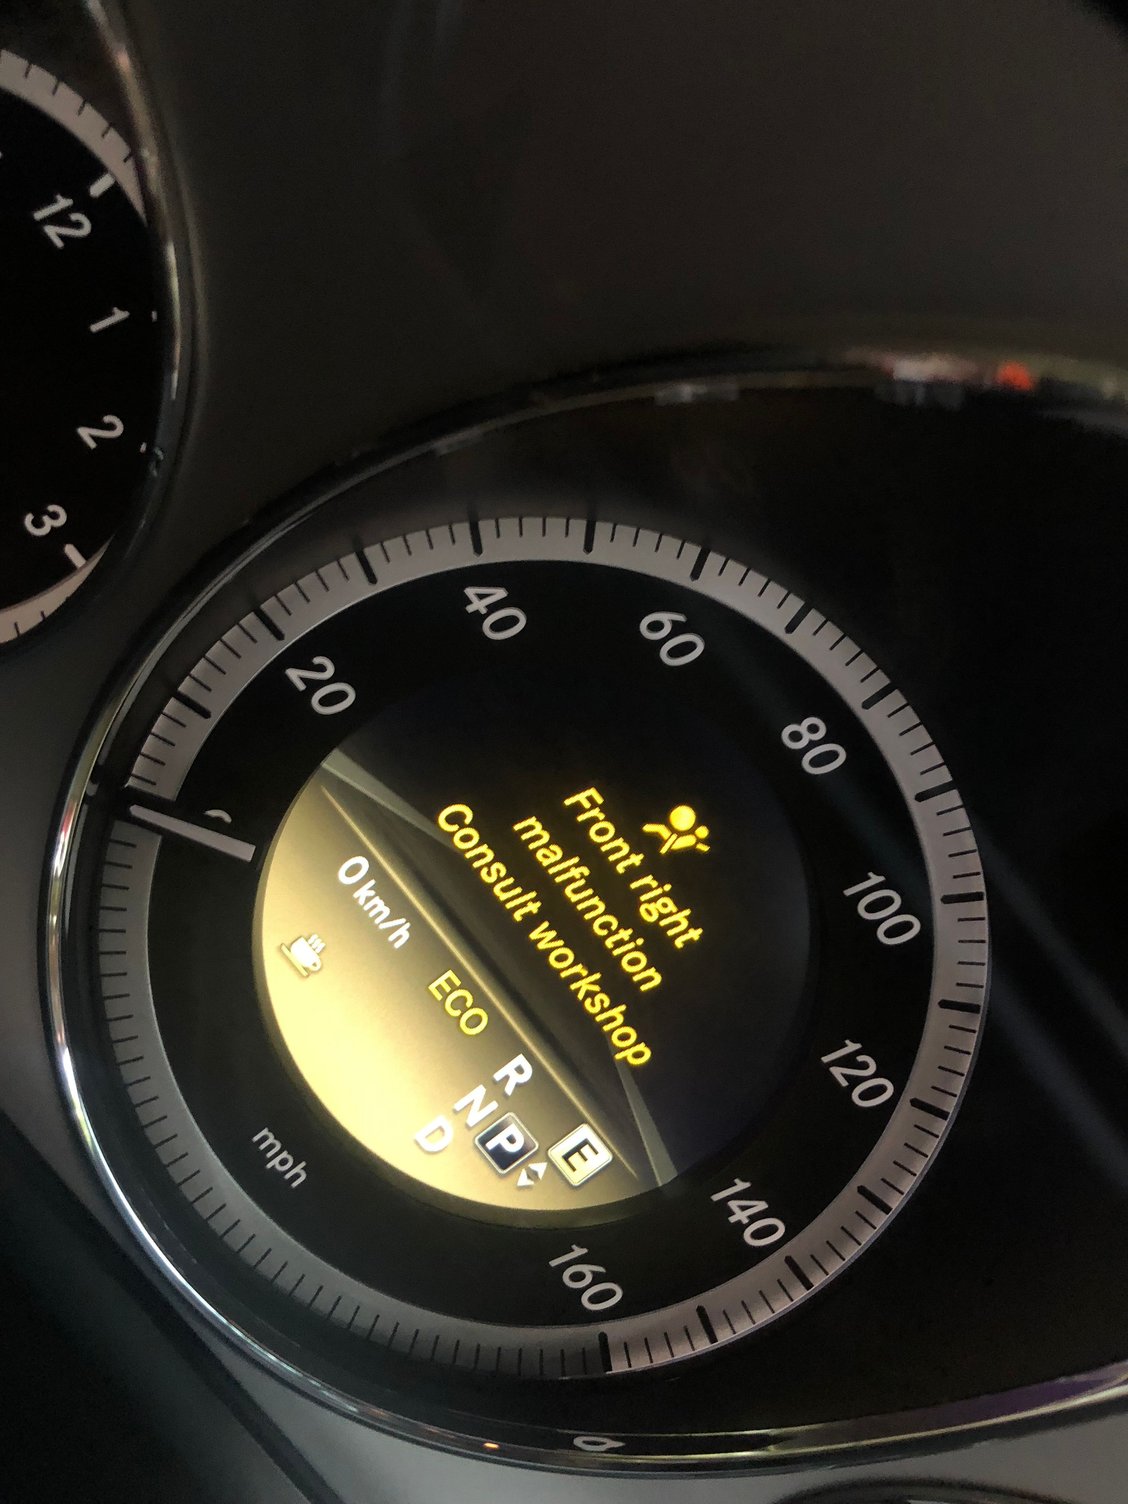 12
1
2
3
20
40
60
80
100
120
140
160
mph
Front right
malfunction
Consult workshop
0 km/h
ECO
R
N
P
D
E